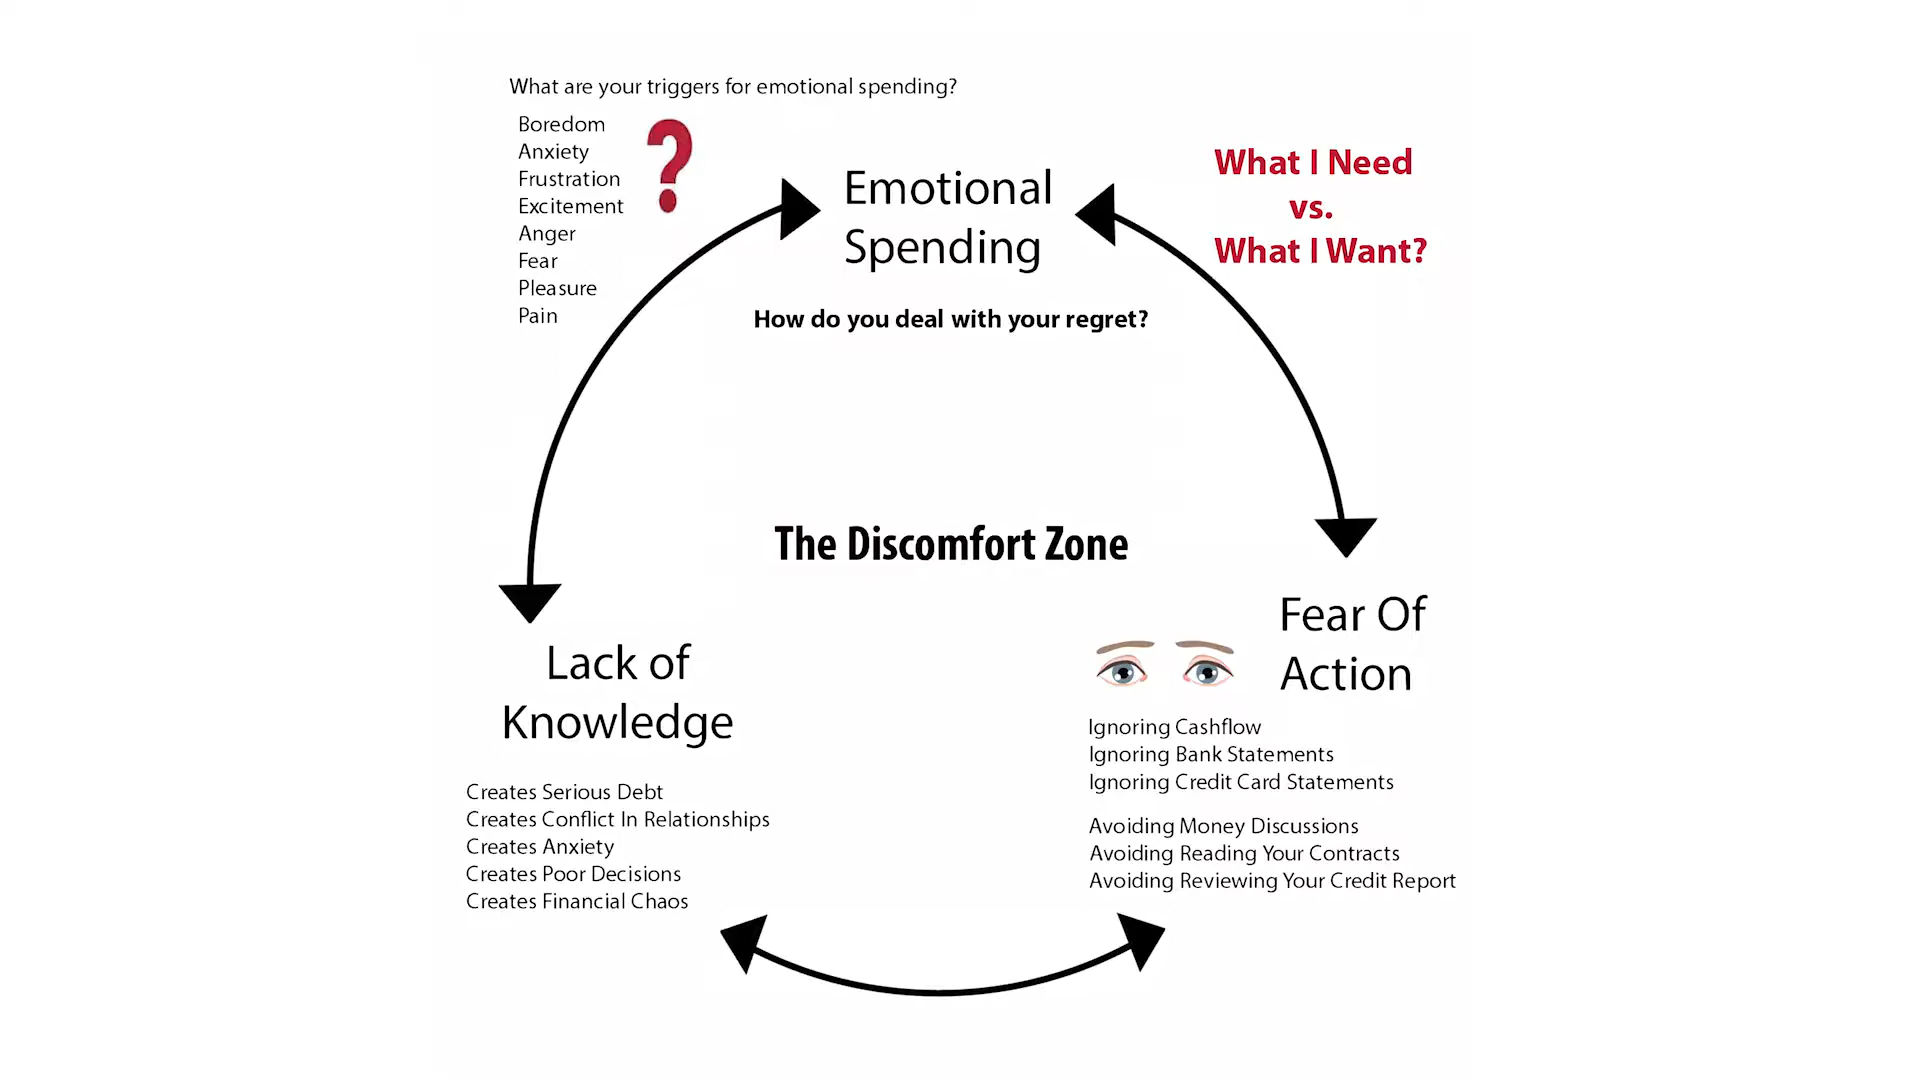 What are your triggers for emotional spending?
Boredom
Anxiety
Frustration
Excitement
Anger
Fear
Pleasure
Pain
?
Emotional
Spending
How do you deal with your regret?
What I Need
vs.
What I Want?
The Discomfort Zone
Lack of
Knowledge
Creates Serious Debt
Creates Conflict In Relationships
Creates Anxiety
Creates Poor Decisions
Creates Financial Chaos
Fear Of
Action
Ignoring Cashflow
Ignoring Bank Statements
Ignoring Credit Card Statements
Avoiding Money Discussions
Avoiding Reading Your Contracts
Avoiding Reviewing Your Credit Report